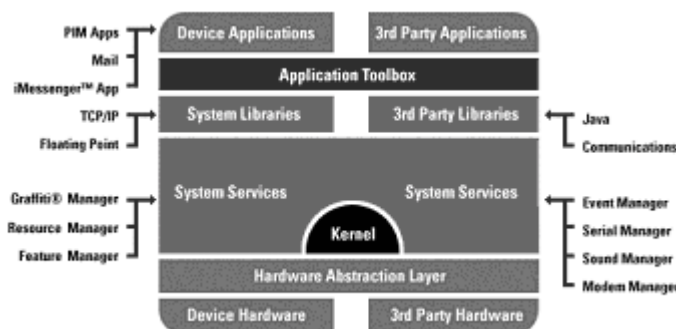 PIM Apps
Mail
iMessenger™ App
Device Applications
3rd Party Applications
Application Toolbox
TCP/IP
Floating Point
System Libraries
3rd Party Libraries
Java
Communications
Graffiti® Manager
Resource Manager
Feature Manager
System Services
System Services
Event Manager
Serial Manager
Sound Manager
Modem Manager
Kernel
Hardware Abstraction Layer
Device Hardware
3rd Party Hardware